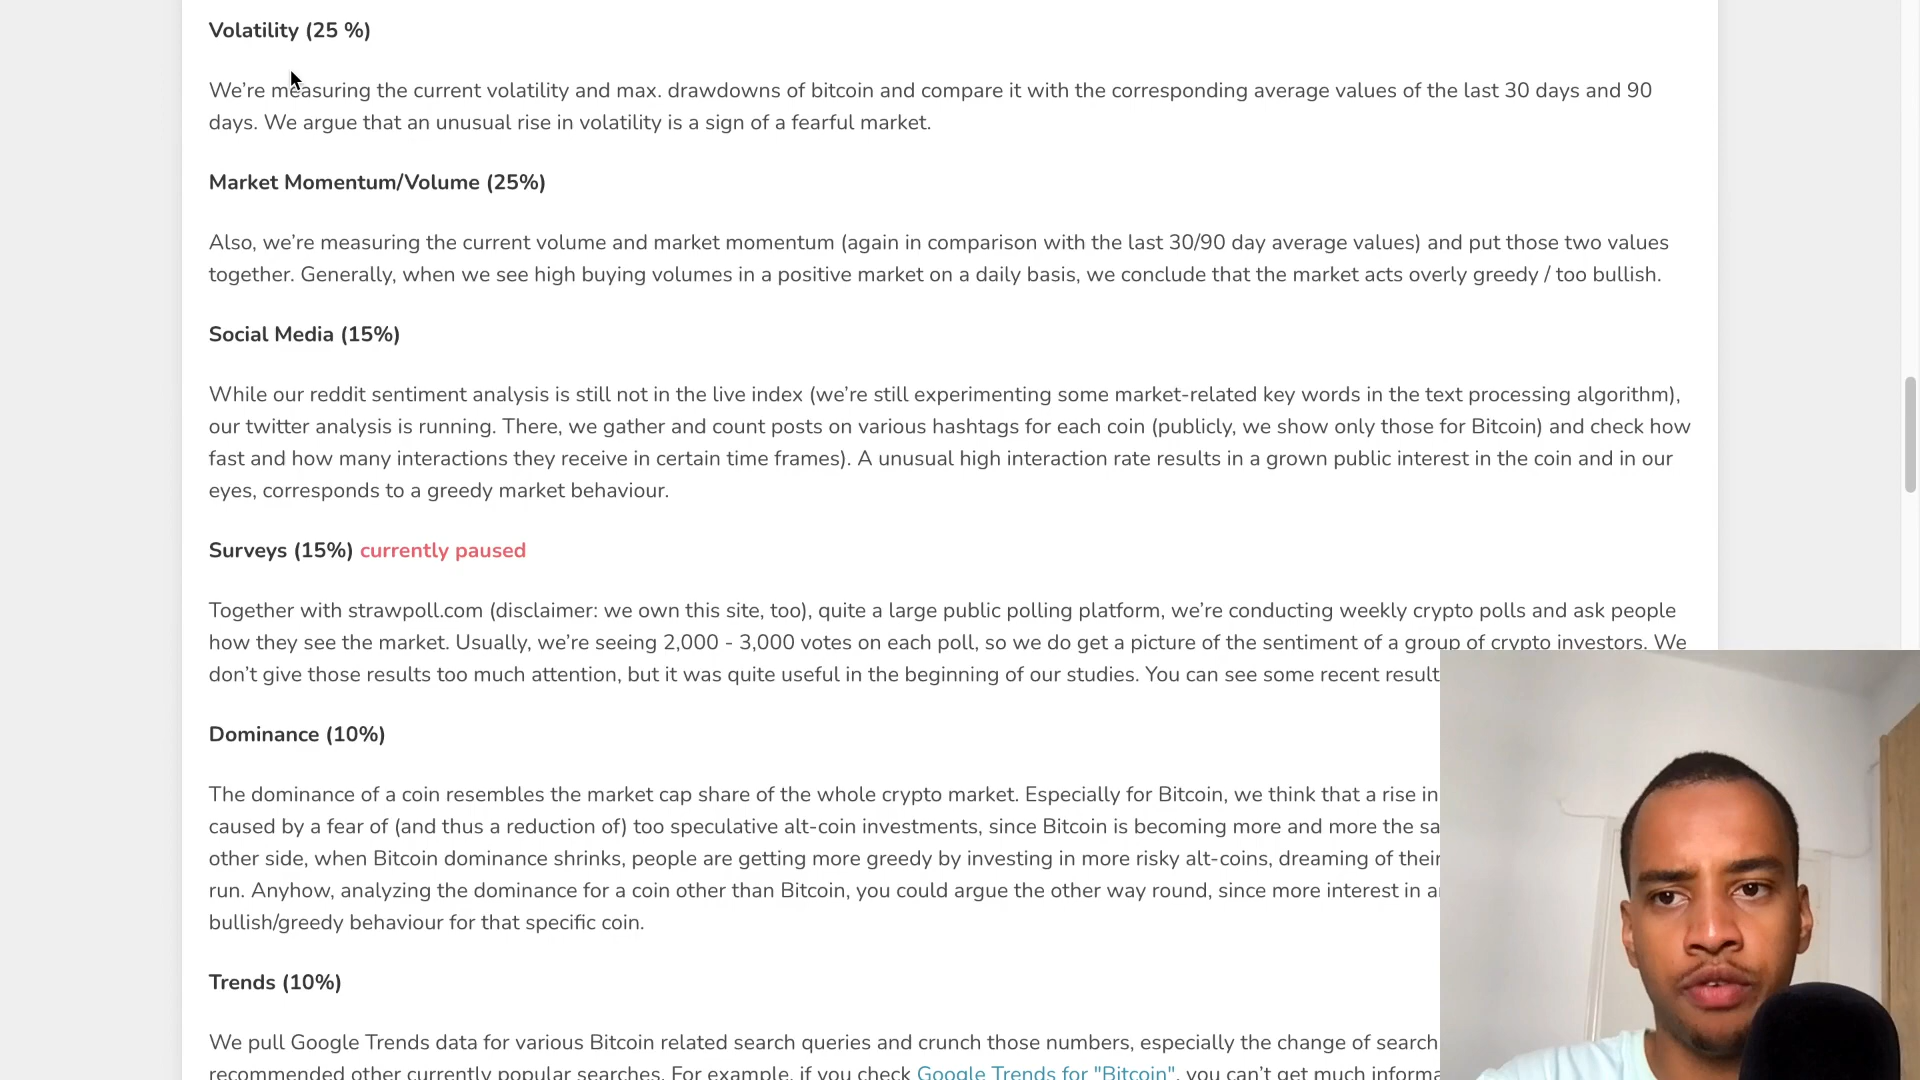 Volatility (25 %)
We’re measuring the current volatility and max. drawdowns of bitcoin and compare it with the corresponding average values of the last 30 days and 90
days. We argue that an unusual rise in volatility is a sign of a fearful market.
Market Momentum/Volume (25%)
Also, we’re measuring the current volume and market momentum (again in comparison with the last 30/90 day average values) and put those two values
together. Generally, when we see high buying volumes in a positive market on a daily basis, we conclude that the market acts overly greedy / too bullish.
Social Media (15%)
While our reddit sentiment analysis is still not in the live index (we’re still experimenting some market-related key words in the text processing algorithm),
our twitter analysis is running. There, we gather and count posts on various hashtags for each coin (publicly, we show only those for Bitcoin) and check how
fast and how many interactions they receive in certain time frames). A unusual high interaction rate results in a grown public interest in the coin and in our
eyes, corresponds to a greedy market behaviour.
Surveys (15%) currently paused
Together with strawpoll.com (disclaimer: we own this site, too), quite a large public polling platform, we’re conducting weekly crypto polls and ask people
how they see the market. Usually, we’re seeing 2,000 - 3,000 votes on each poll, so we do get a picture of the sentiment of a group of crypto investors. We
don’t give those results too much attention, but it was quite useful in the beginning of our studies. You can see some recent result
Dominance (10%)
The dominance of a coin resembles the market cap share of the whole crypto market. Especially for Bitcoin, we think that a rise in
caused by a fear of (and thus a reduction of) too speculative alt-coin investments, since Bitcoin is becoming more and more the sa
other side, when Bitcoin dominance shrinks, people are getting more greedy by investing in more risky alt-coins, dreaming of their
run. Anyhow, analyzing the dominance for a coin other than Bitcoin, you could argue the other way round, since more interest in
bullish/greedy behaviour for that specific coin.
Trends (10%)
We pull Google Trends data for various Bitcoin related search queries and crunch those numbers, especially the change of search
recommended other currently popular searches. For example, if you check Google Trends for "Bitcoin", you can’t get much informa